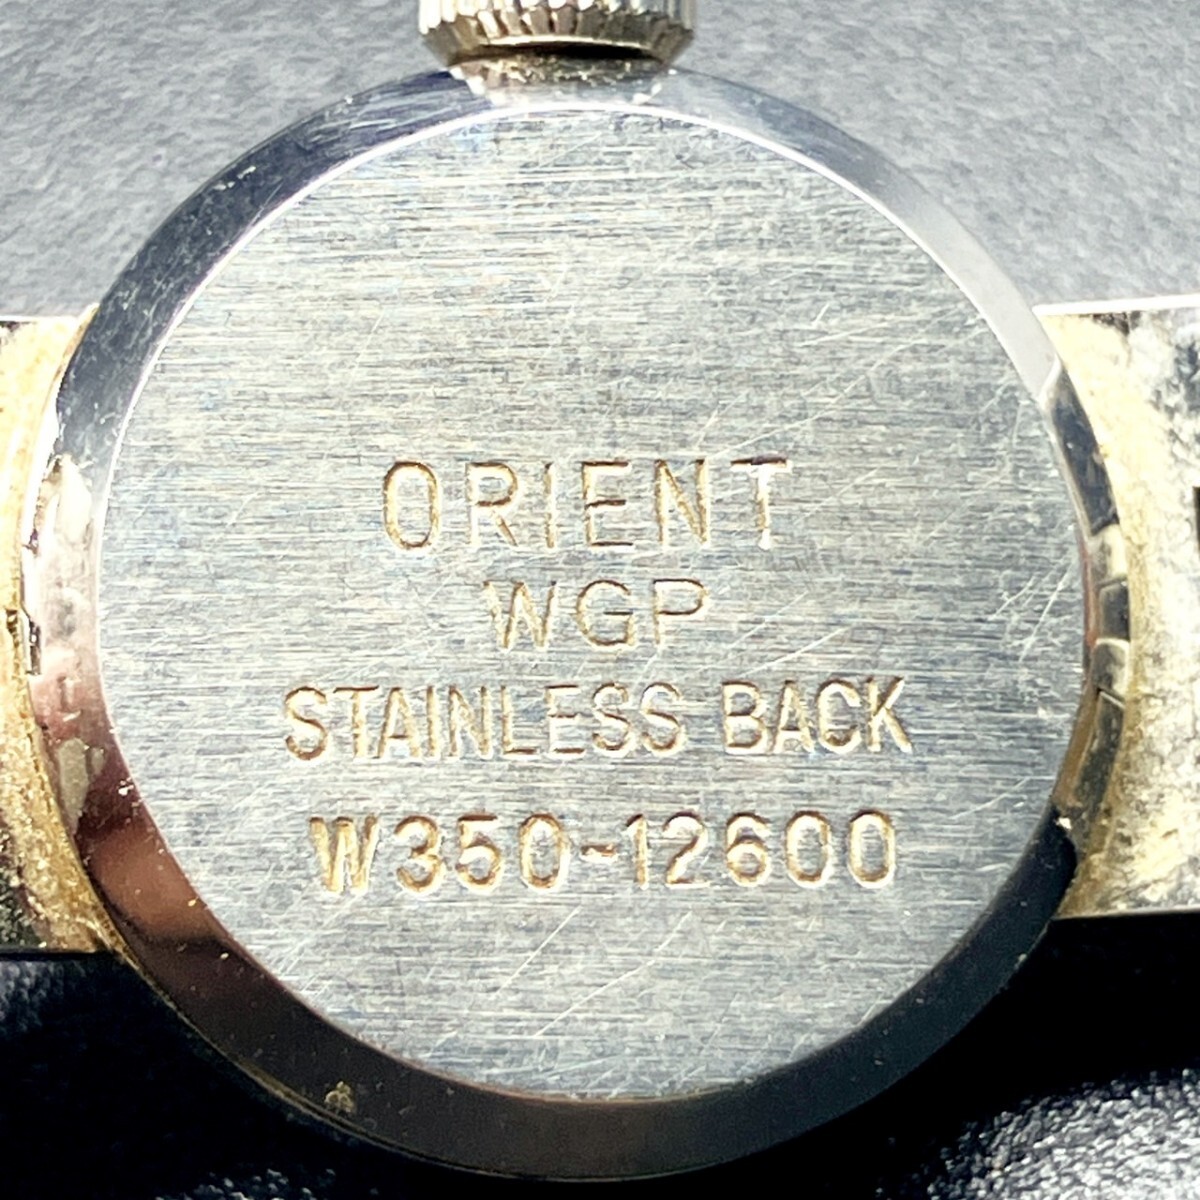 ORIENT
WGP
STAINLESS BACK
W350-12600